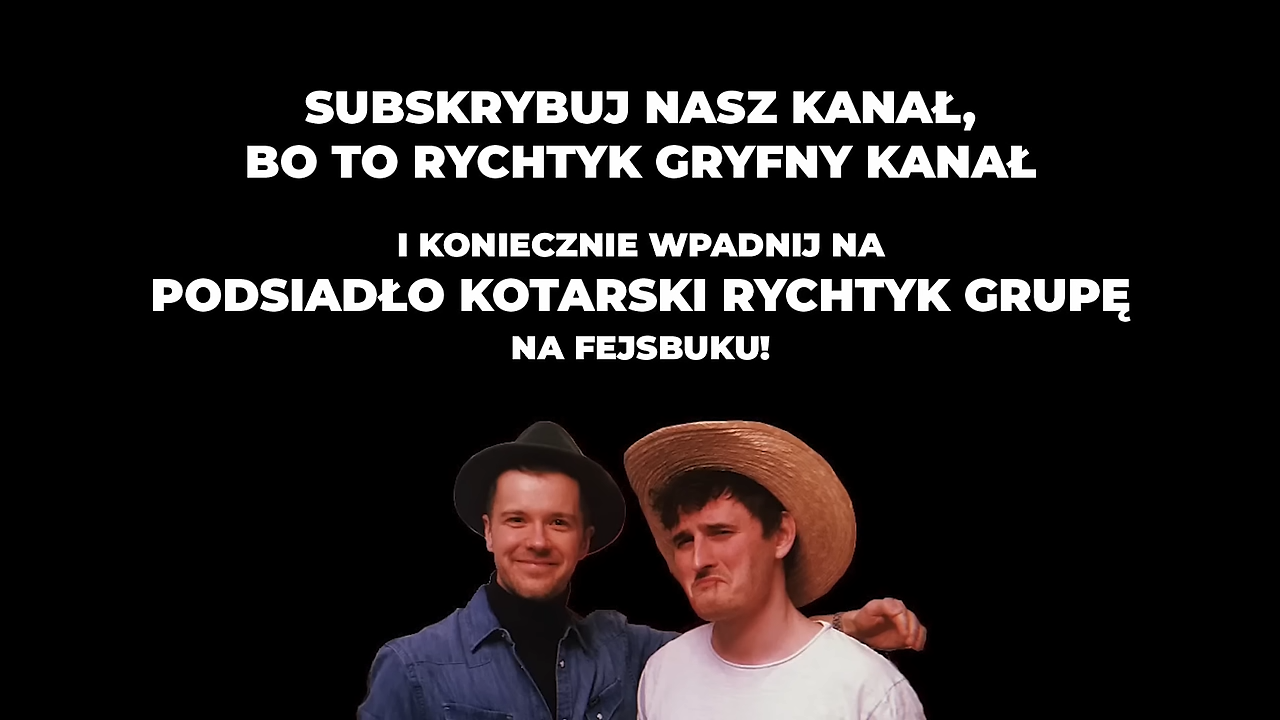 SUBSKRYBUJ NASZ KANAŁ,
BO TO RYCHTYK GRYFNY KANAŁ
I KONIECZNIE WPADNIJ NA
PODSIADŁO KOTARSKI RYCHTYK GRUPĘ
NA FEJSBUKU!